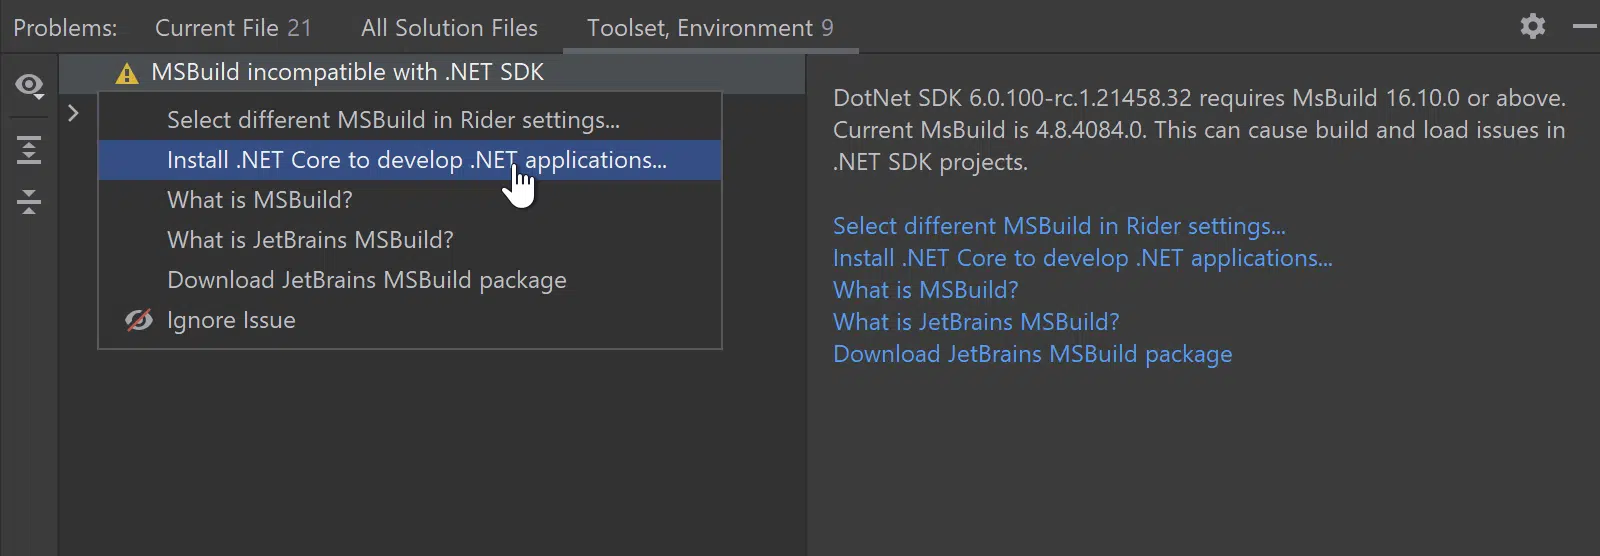 Problems: Current File 21 All Solution Files Toolset, Environment 9
MSBuild incompatible with .NET SDK
Select different MSBuild in Rider settings...
Install .NET Core to develop .NET applications...
What is MSBuild?
What is JetBrains MSBuild?
Download JetBrains MSBuild package
Ignore Issue
DotNet SDK 6.0.100-rc.1.21458.32 requires MsBuild 16.10.0 or above.
Current MsBuild is 4.8.4084.0. This can cause build and load issues in
.NET SDK projects.
Select different MSBuild in Rider settings...
Install .NET Core to develop .NET applications...
What is MSBuild?
What is JetBrains MSBuild?
Download JetBrains MSBuild package